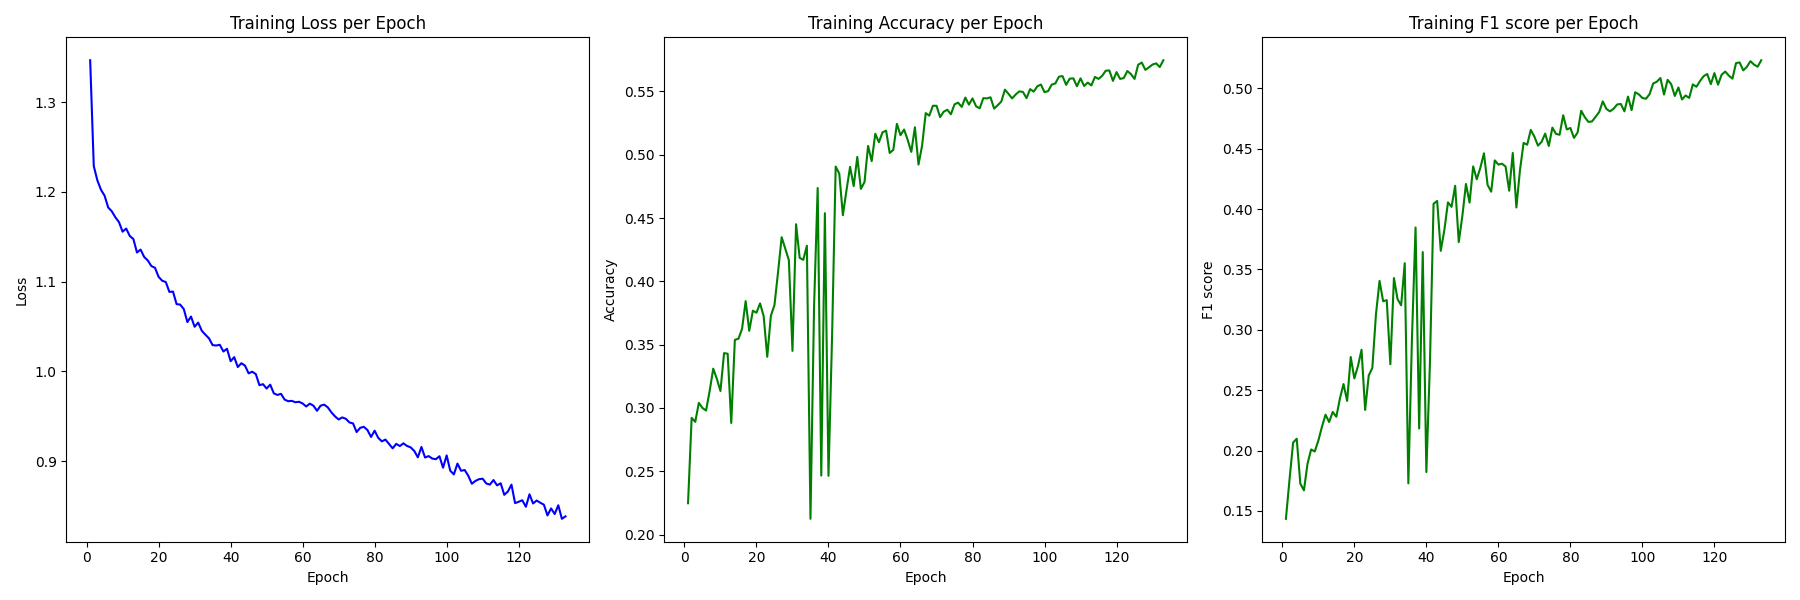 Training Loss per Epoch
1.3
1.2
1.1
1.0
0.9
Loss
0 20 40 60 80 100 120
Epoch
Training Accuracy per Epoch
0.55
0.50
0.45
0.40
0.35
0.30
0.25
0.20
Accuracy
0 20 40 60 80 100 120
Epoch
Training F1 score per Epoch
0.50
0.45
0.40
0.35
0.30
0.25
0.20
0.15
F1 score
0 20 40 60 80 100 120
Epoch